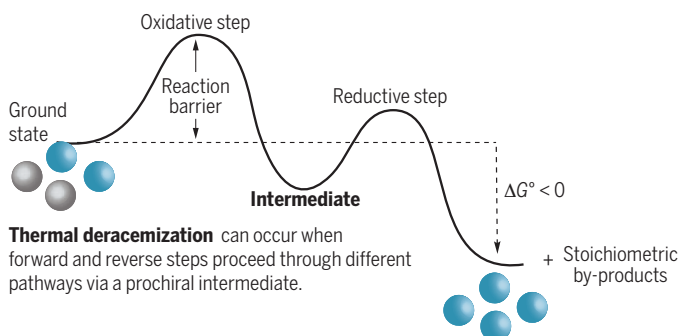 Oxidative step
Reaction
barrier
Reductive step
Ground
state
Intermediate
ΔG° < 0
Thermal deracemization can occur when
forward and reverse steps proceed through different
pathways via a prochiral intermediate.
+ Stoichiometric
by-products